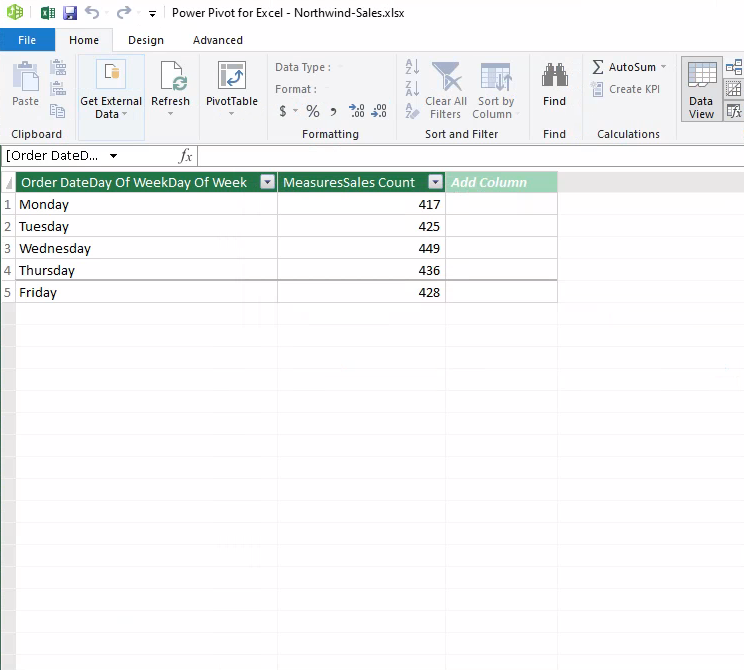 Power Pivot for Excel - Northwind-Sales.xlsx
File Home Design Advanced
Paste
Clipboard
Get External
Data
Refresh
PivotTable
Data Type :
Format :
$ % , .00 .00
Formatting
Clear All
Filters
Sort by
Column
Sort and Filter
Find
Find
∑ AutoSum
Create KPI
Calculations
Data
View
[Order DateD... fx
Order DateDay Of WeekDay Of Week MeasuresSales Count Add Column
1 Monday 417
2 Tuesday 425
3 Wednesday 449
4 Thursday 436
5 Friday 428